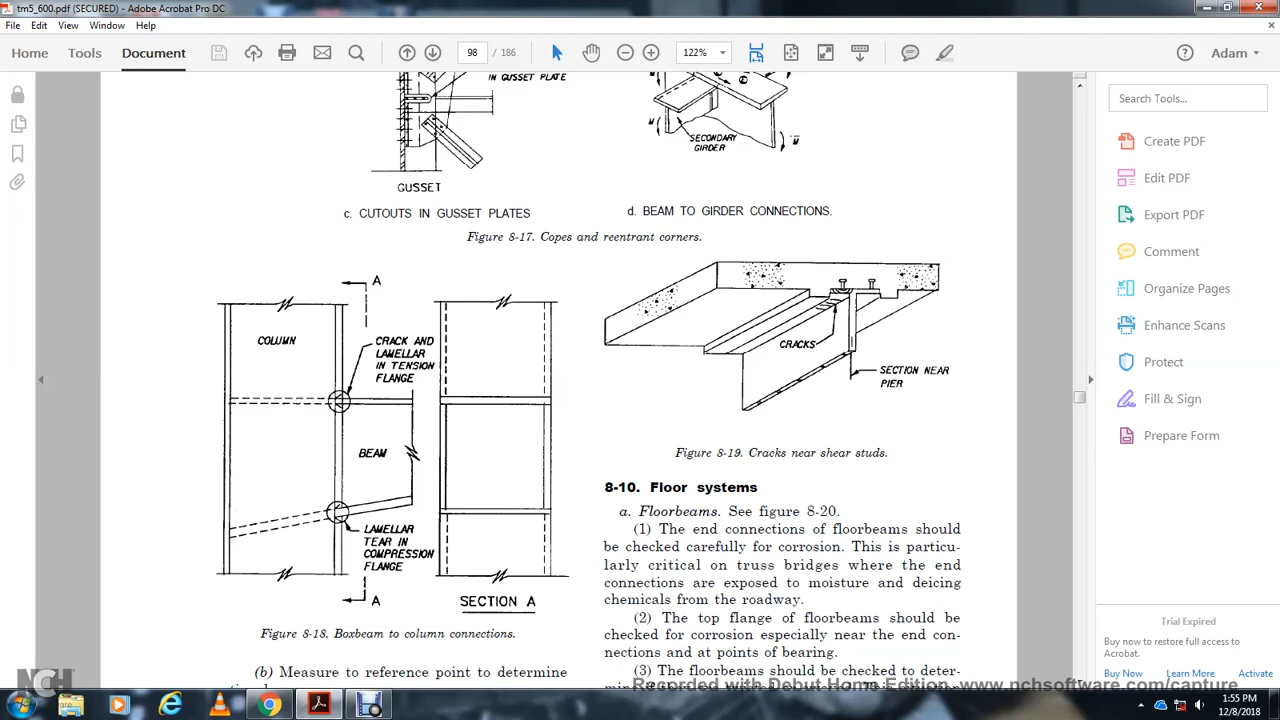 tm5_600.pdf (SECURED) - Adobe Acrobat Pro DC
File Edit View Window Help
Home Tools Document 98 / 186 122% Adam
IN GUSSET PLATE
M
SECONDARY
GIRDER
M
GUSSET
c. CUTOUTS IN GUSSET PLATES
d. BEAM TO GIRDER CONNECTIONS.
Figure 8-17. Copes and reentrant corners.
A
COLUMN
CRACK AND
LAMELLAR
IN TENSION
FLANGE
BEAM
LAMELLAR
TEAR IN
COMPRESSION
FLANGE
A
SECTION A
Figure 8-18. Boxbeam to column connections.
(b) Measure to reference point to determine
CRACKS
SECTION NEAR
PIER
Figure 8-19. Cracks near shear studs.
8-10. Floor systems
a. Floorbeams. See figure 8-20.
(1) The end connections of floorbeams should
be checked carefully for corrosion. This is particu-
larly critical on truss bridges where the end
connections are exposed to moisture and deicing
chemicals from the roadway.
(2) The top flange of floorbeams should be
checked for corrosion especially near the end con-
nections and at points of bearing.
(3) The floorbeams should be checked to deter-
Search Tools...
Create PDF
Edit PDF
Export PDF
Comment
Organize Pages
Enhance Scans
Protect
Fill & Sign
Prepare Form
Trial Expired
Buy now to restore full access to
Acrobat.
Buy Now Learn More Activate
NCH
Recorded with Debut Home Edition. www.nchsoftware.com/capture
1:55 PM
12/8/2018